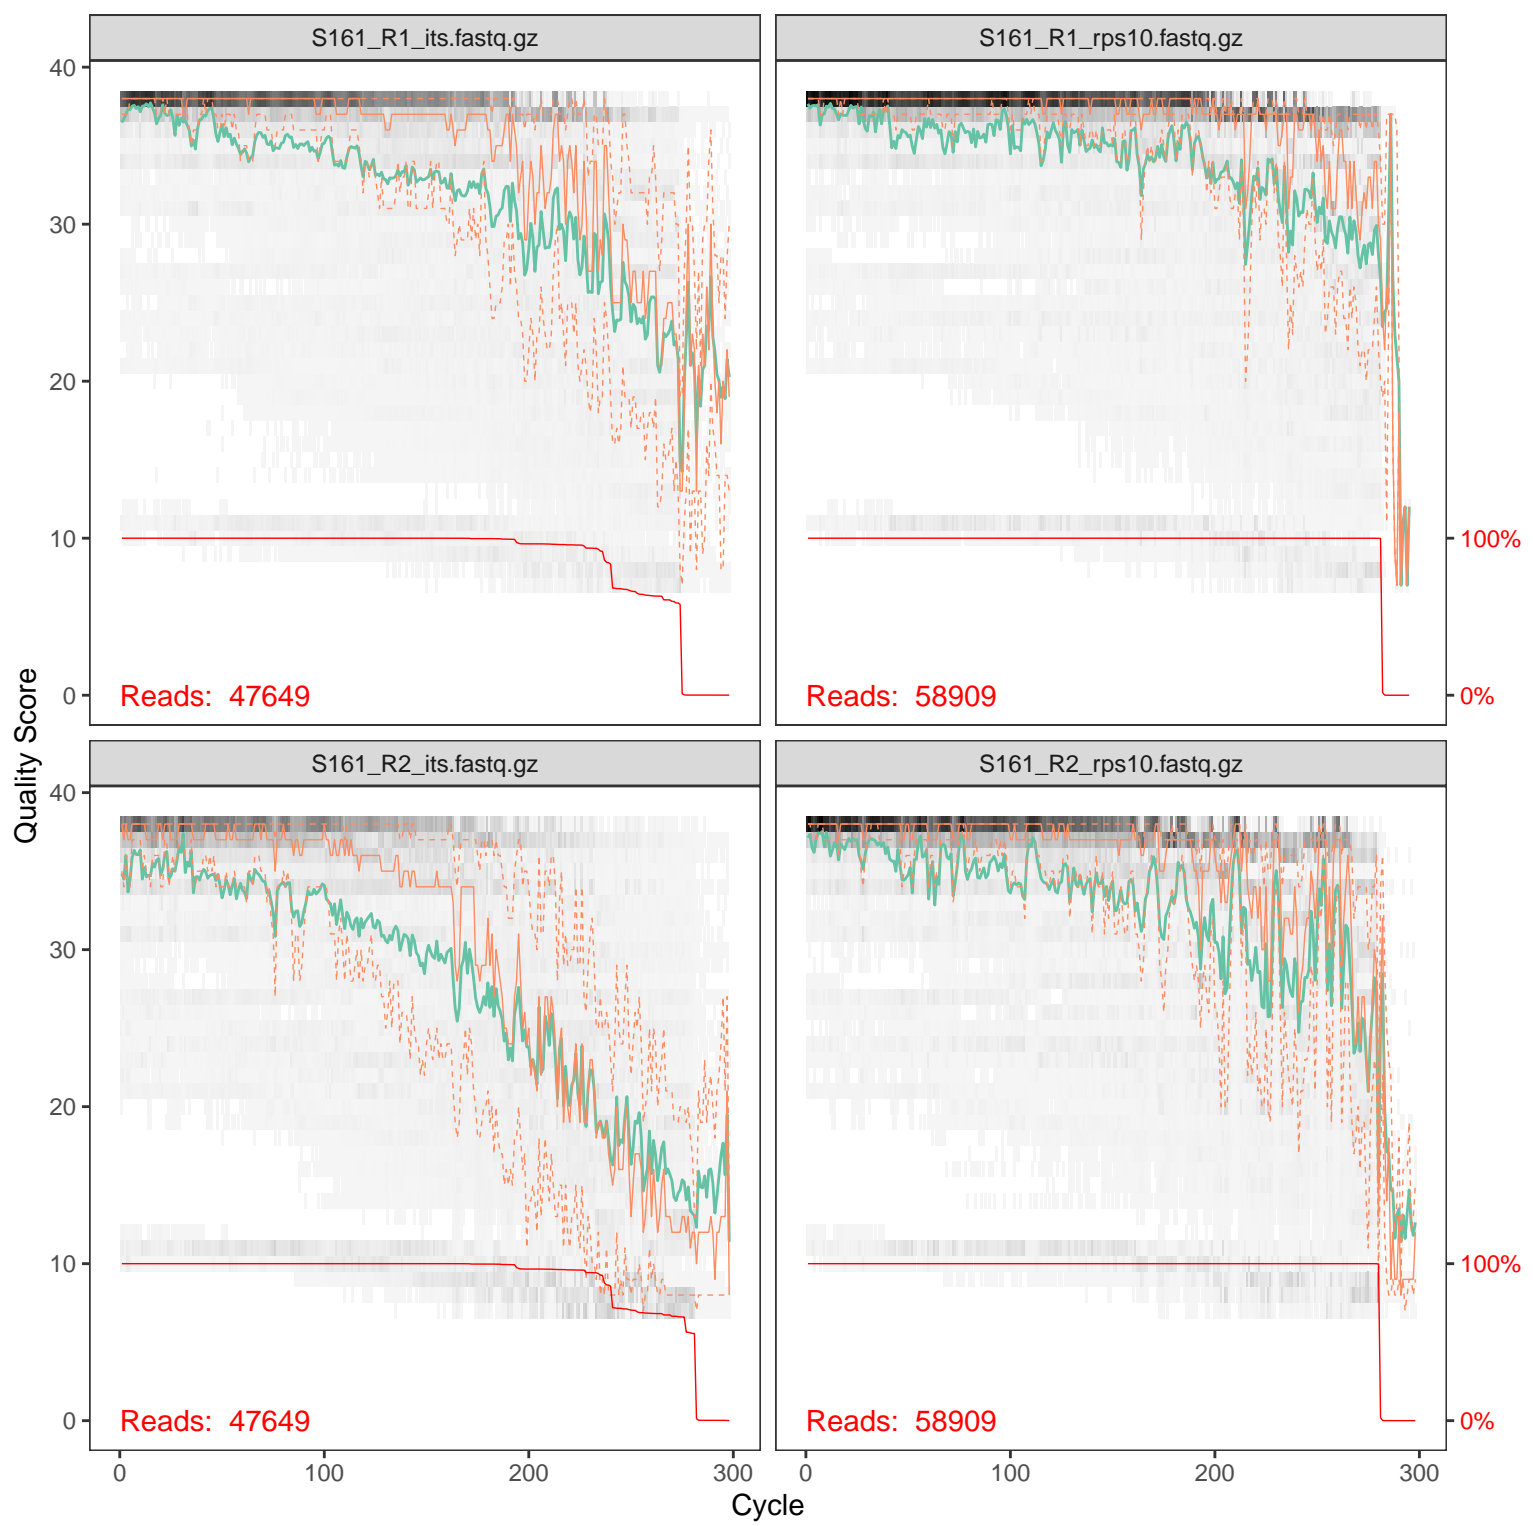 S161_R1_its.fastq.gz
S161_R1_rps10.fastq.gz
40
30
20
10
0
Reads: 47649
Reads: 58909
100%
0%
Quality Score
S161_R2_its.fastq.gz
S161_R2_rps10.fastq.gz
40
30
20
10
0
Reads: 47649
Reads: 58909
100%
0%
0 100 200 300
0 100 200 300
Cycle